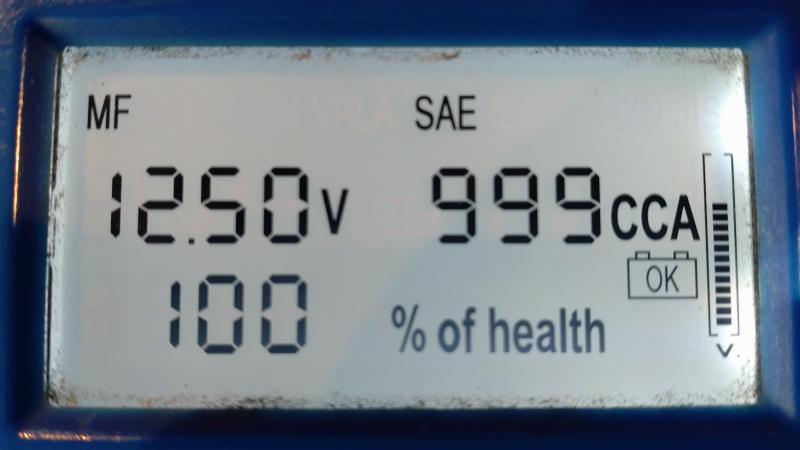 MF SAE
12.50V 999CCA
OK
100 % of health